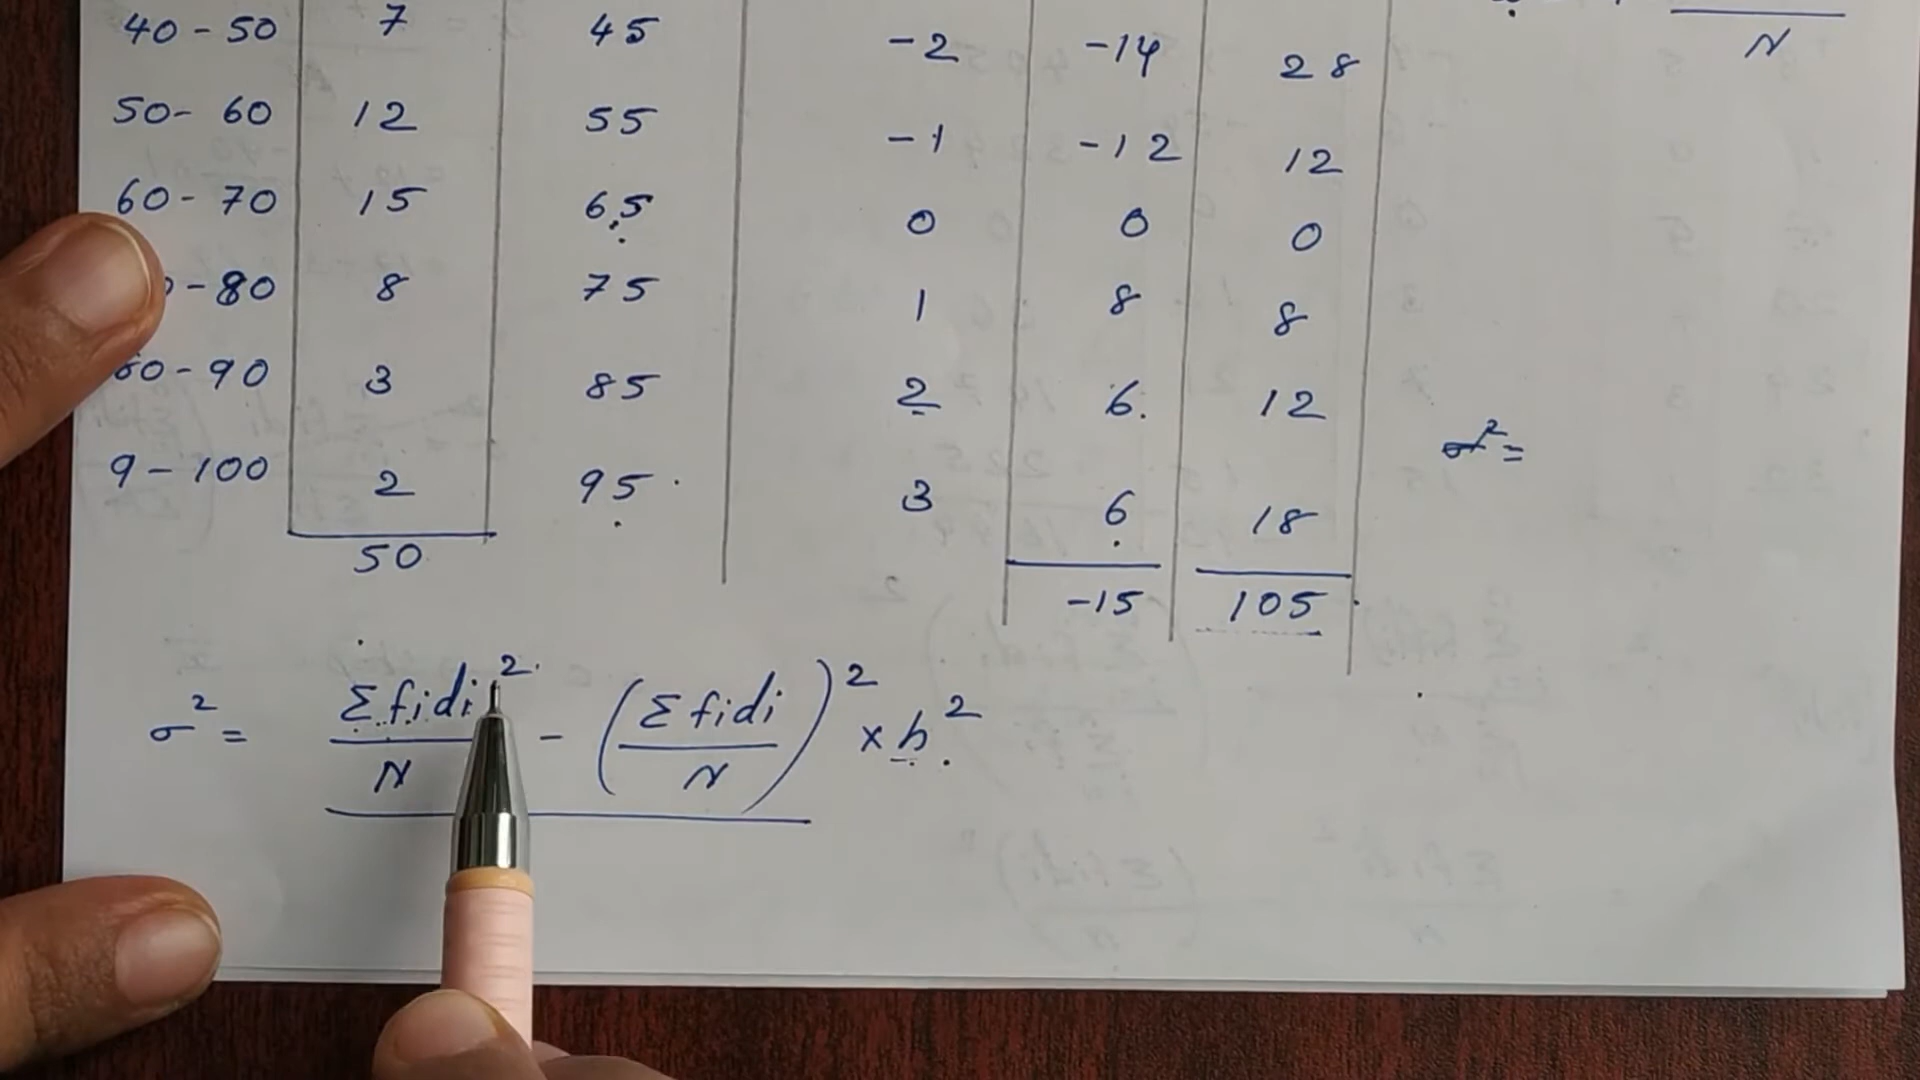 40 - 50 7 45 -2 -14 28 N
50 - 60 12 55 -1 -12 12
60 - 70 15 65 0 0 0
- 80 8 75 1 8 8
- 90 3 85 2 6 12
9 - 100 2 95 3 6 18 σ² =
50 -15 105
σ² = Σfidi²/N - (Σfidi/N)² × h²